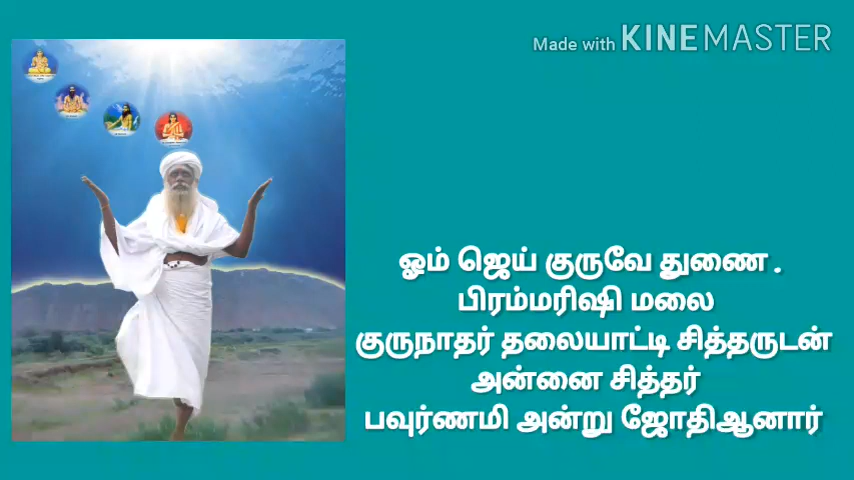 Made with KINEMASTER
ஓம் ஜெய் குருவே துணை .
பிரம்மரிஷி மலை
குருநாதர் தலையாட்டி சித்தருடன்
அன்னை சித்தர்
பவுர்ணமி அன்று ஜோதிஆனார்